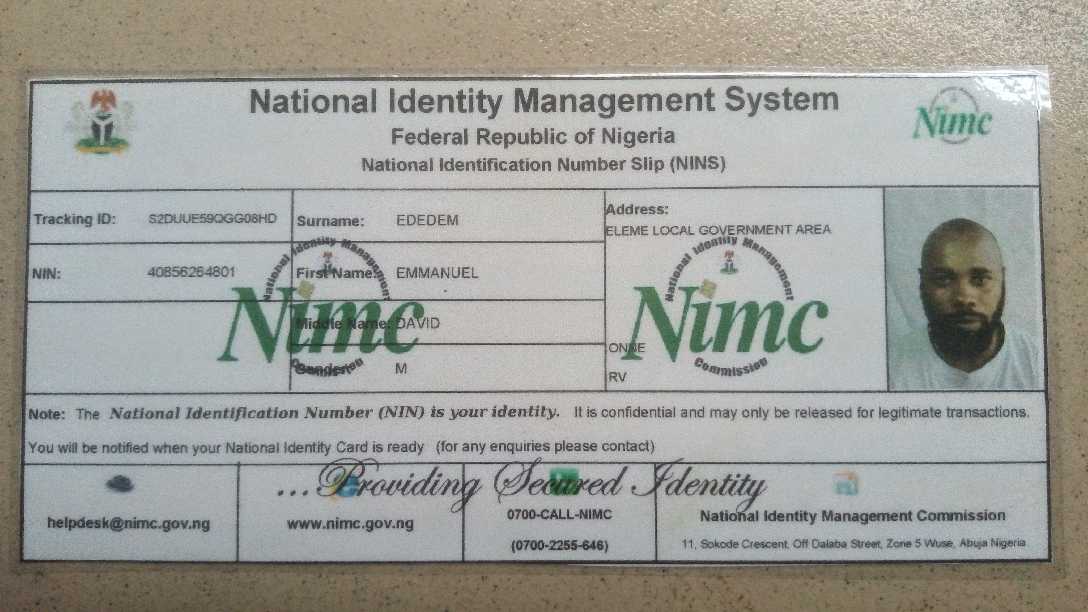 National Identity Management System
Federal Republic of Nigeria
National Identification Number Slip (NINS)
Nimc
Tracking ID: S2DUUE59QGG08HD
Surname: EDEDEM
Address:
ELEME LOCAL GOVERNMENT AREA
NIN: 40856264801
First Name: EMMANUEL
Middle Name: DAVID
Gender: M
ONNE
RV
National Identity Management
Nimc
Commission
National Identity Management
Nimc
Commission
Note: The National Identification Number (NIN) is your identity. It is confidential and may only be released for legitimate transactions.
You will be notified when your National Identity Card is ready (for any enquiries please contact)
...Providing Secured Identity
helpdesk@nimc.gov.ng
www.nimc.gov.ng
0700-CALL-NIMC
(0700-2255-646)
National Identity Management Commission
11, Sokode Crescent, Off Dalaba Street, Zone 5 Wuse, Abuja Nigeria